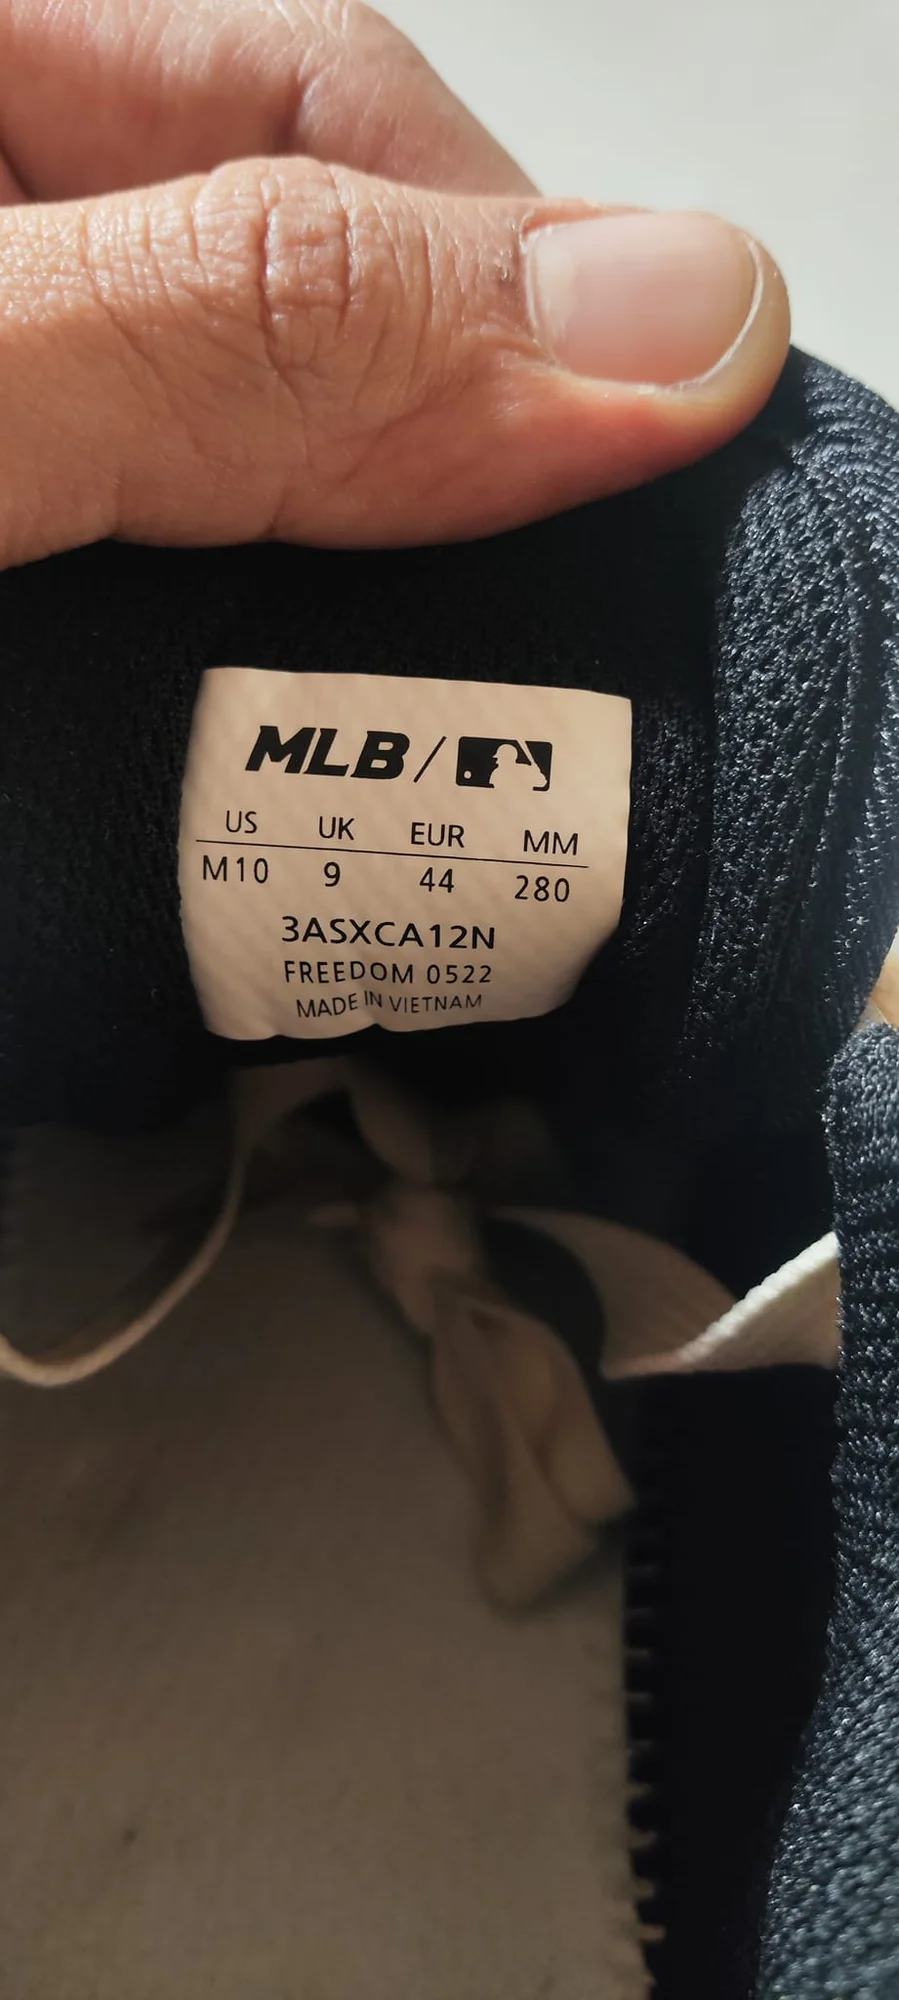 MLB /
US UK EUR MM
M10 9 44 280
3ASXCA12N
FREEDOM 0522
MADE IN VIETNAM